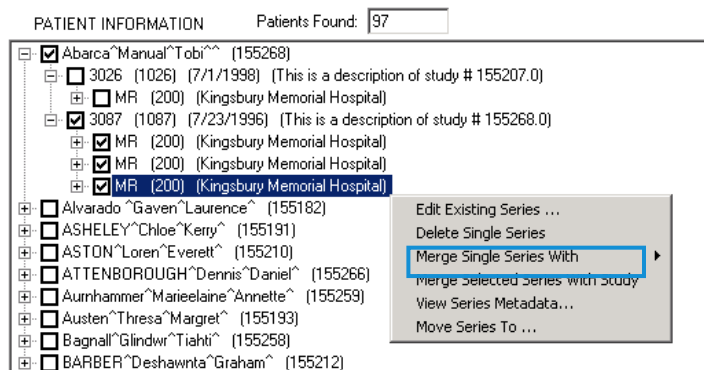 PATIENT INFORMATION Patients Found: 97
Abarca^Manual^Tobi^^ (155268)
3026 (1026) (7/1/1998) (This is a description of study # 155207.0)
MR (200) (Kingsbury Memorial Hospital)
3087 (1087) (7/23/1996) (This is a description of study # 155268.0)
MR (200) (Kingsbury Memorial Hospital)
MR (200) (Kingsbury Memorial Hospital)
MR (200) (Kingsbury Memorial Hospital)
Alvarado ^Gaven^Laurence^ (155182)
ASHELEY^Chloe^Kerry^ (155191)
ASTON^Loren^Everett^ (155210)
ATTENBOROUGH^Dennis^Daniel^ (155266)
Aurnhammer^Marieelaine^Annette^ (155259)
Austen^Thresa^Margret^ (155193)
Bagnall^Glindwr^Tiahti^ (155258)
BARBER^Deshawnta^Graham^ (155212)
Edit Existing Series ...
Delete Single Series
Merge Single Series With
Merge Selected Series With Study
View Series Metadata...
Move Series To ...